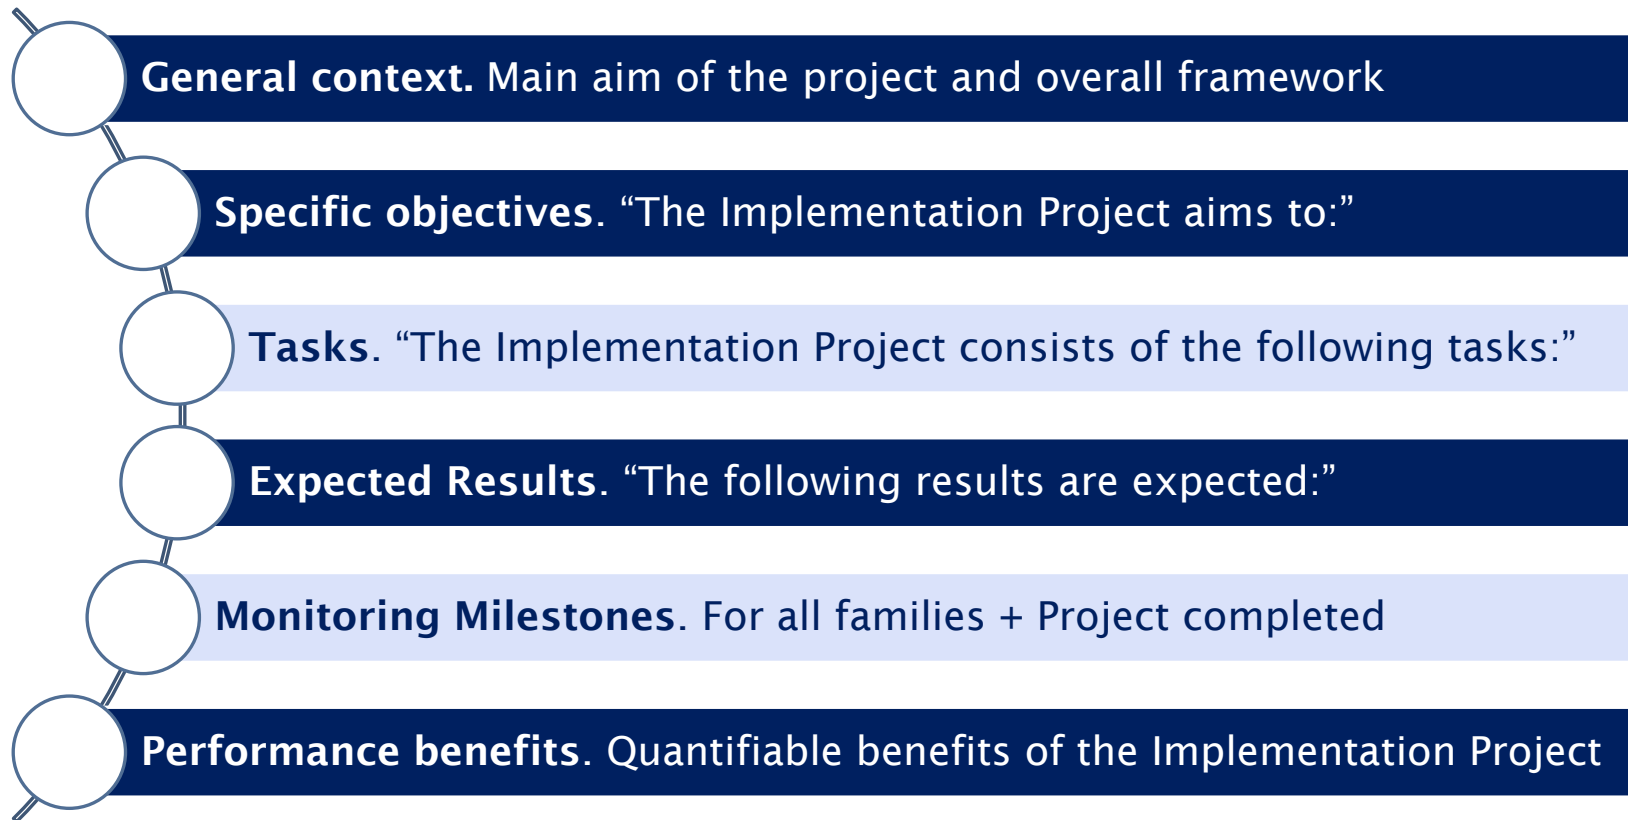 General context. Main aim of the project and overall framework
Specific objectives. “The Implementation Project aims to:”
Tasks. “The Implementation Project consists of the following tasks:”
Expected Results. “The following results are expected:”
Monitoring Milestones. For all families + Project completed
Performance benefits. Quantifiable benefits of the Implementation Project